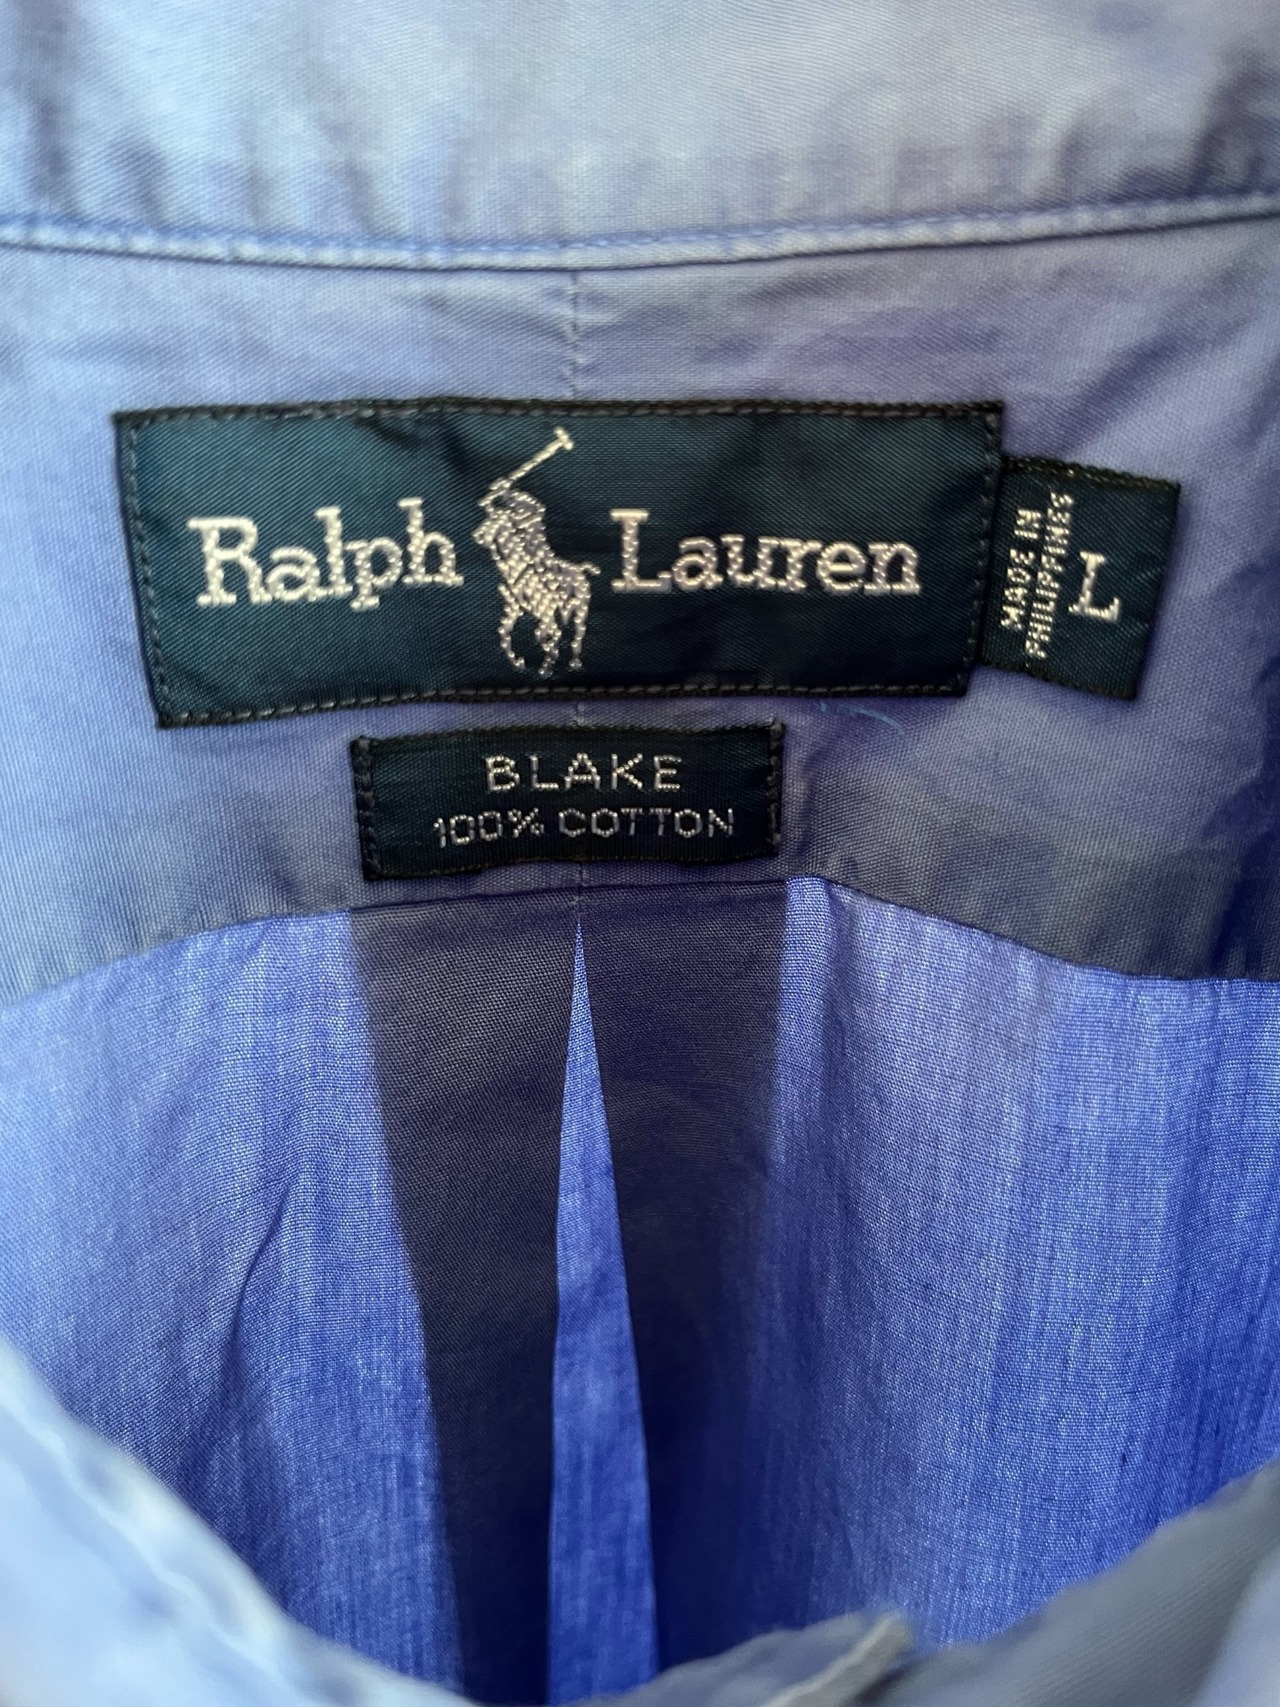 Ralph Lauren
MADE IN
PHILIPPINES
L
BLAKE
100% COTTON